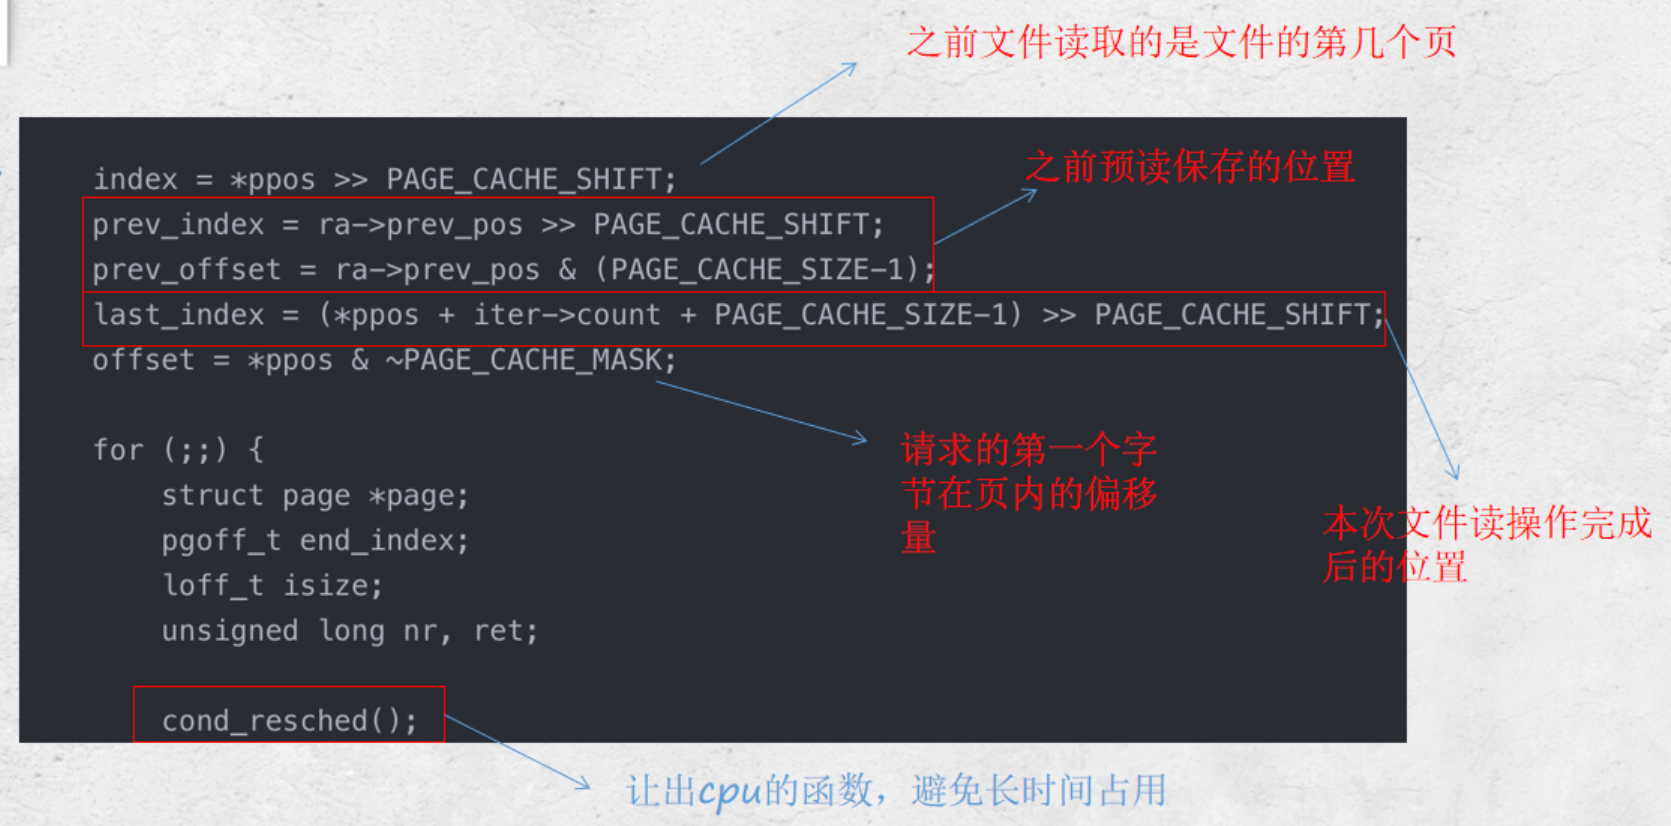 之前文件读取的是文件的第几个页
index = *ppos >> PAGE_CACHE_SHIFT;
之前预读保存的位置
prev_index = ra->prev_pos >> PAGE_CACHE_SHIFT;
prev_offset = ra->prev_pos & (PAGE_CACHE_SIZE-1);
last_index = (*ppos + iter->count + PAGE_CACHE_SIZE-1) >> PAGE_CACHE_SHIFT;
offset = *ppos & ~PAGE_CACHE_MASK;
for (;;) {
struct page *page;
pgoff_t end_index;
loff_t isize;
unsigned long nr, ret;
cond_resched();
请求的第一个字
节在页内的偏移
量
本次文件读操作完成
后的位置
让出cpu的函数，避免长时间占用